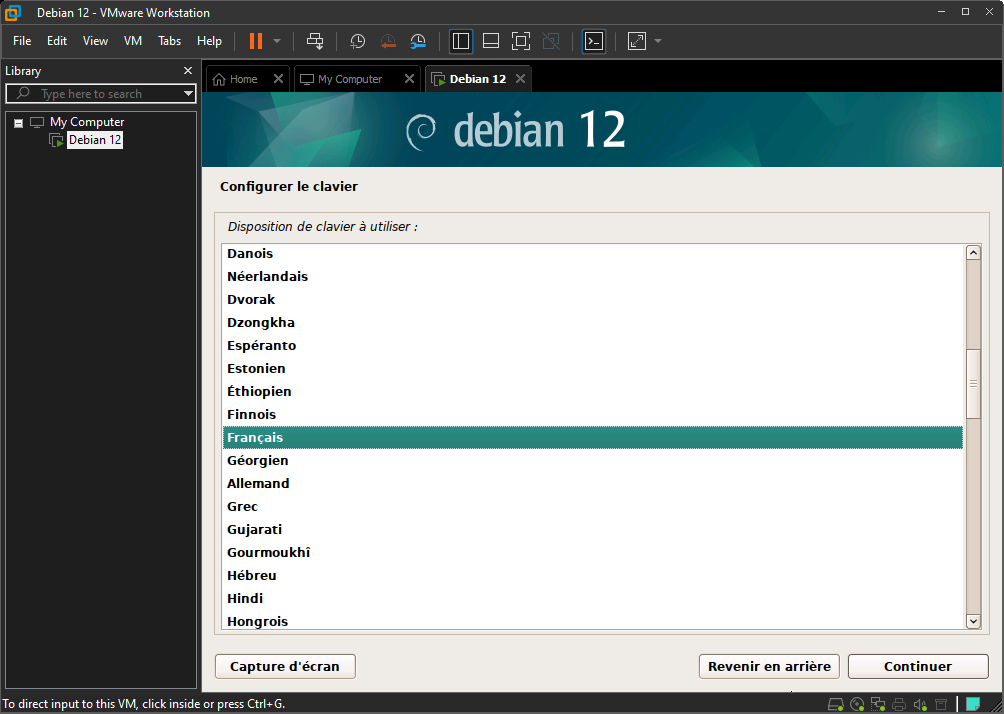 Debian 12 - VMware Workstation
File Edit View VM Tabs Help
Library
Type here to search
My Computer
Debian 12
Home
My Computer
Debian 12
debian 12
Configurer le clavier
Disposition de clavier à utiliser :
Danois
Néerlandais
Dvorak
Dzongkha
Espéranto
Estonien
Éthiopien
Finnois
Français
Géorgien
Allemand
Grec
Gujarati
Gourmoukhî
Hébreu
Hindi
Hongrois
Capture d'écran
Revenir en arrière
Continuer
To direct input to this VM, click inside or press Ctrl+G.